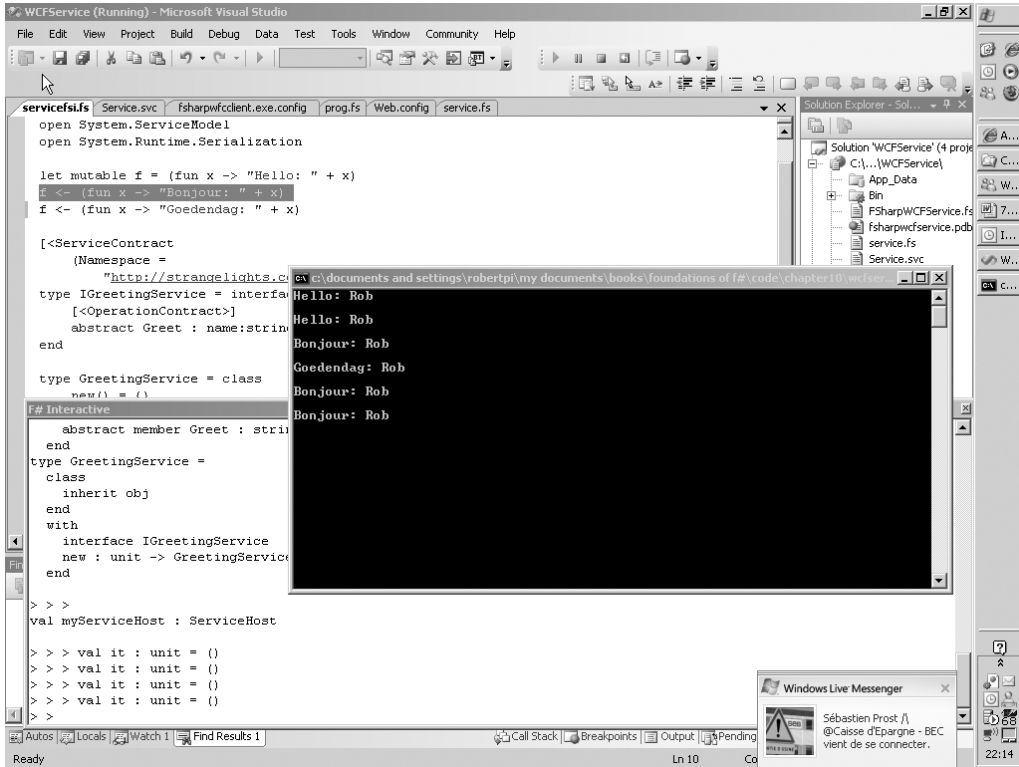 WCFService (Running) - Microsoft Visual Studio
File Edit View Project Build Debug Data Test Tools Window Community Help
servicefsi.fs Service.svc fsharpwfcclient.exe.config prog.fs Web.config service.fs
open System.ServiceModel
open System.Runtime.Serialization
let mutable f = (fun x -> "Hello: " + x)
f <- (fun x -> "Bonjour: " + x)
f <- (fun x -> "Goedendag: " + x)
[<ServiceContract
(Namespace =
"http://strangelights.c
type IGreetingService = interfac
[<OperationContract>]
abstract Greet : name:strin
end
type GreetingService = class
new() = {}
Solution Explorer - Sol...
Solution 'WCFService' (4 proje
C:\...\WCFService\
App_Data
Bin
FSharpWCFService.fs
fsharpwcfservice.pdb
service.fs
Service.svc
c:\documents and settings\robertpi\my documents\books\foundations of f#\code\chapter10\wcfser...
Hello: Rob
Hello: Rob
Bonjour: Rob
Goedendag: Rob
Bonjour: Rob
Bonjour: Rob
F# Interactive
abstract member Greet : strin
end
type GreetingService =
class
inherit obj
end
with
interface IGreetingService
new : unit -> GreetingService
end
> > >
val myServiceHost : ServiceHost
> > > val it : unit = ()
> > > val it : unit = ()
> > > val it : unit = ()
> > > val it : unit = ()
> >
Fin
Autos Locals Watch 1 Find Results 1 Call Stack Breakpoints Output Pending
Ready Ln 10 Co
Windows Live Messenger
Sébastien Prost /\
@Caisse d'Epargne - BEC
vient de se connecter.
A...
C...
W...
7...
I...
W...
C...
68
22:14